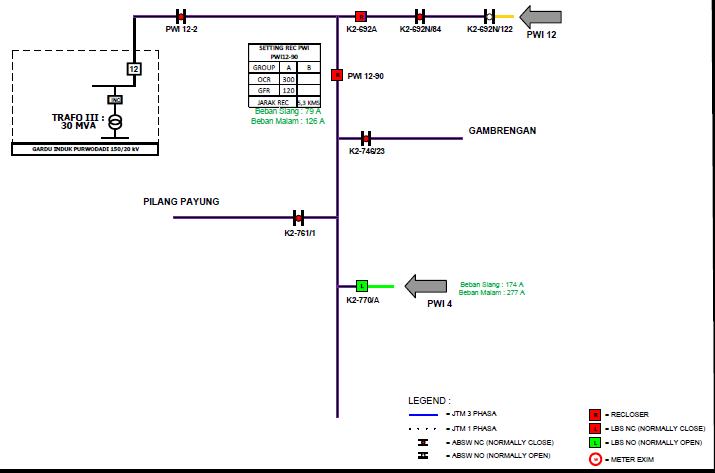 PWI 12-2
K2-692A
K2-692N/84
K2-692N/122
PWI 12
SETTING REC PWI
PWI12-90
GROUP A B
OCR 300
GFR 120
JARAK REC 5,3 KMS
Beban Siang : 79 A
Beban Malam : 126 A
PWI 12-90
12
INC
TRAFO III :
30 MVA
GARDU INDUK PURWODADI 150/20 kV
GAMBRENGAN
K2-746/23
PILANG PAYUNG
K2-761/1
L
K2-770/A
PWI 4
Beban Siang : 174 A
Beban Malam : 277 A
LEGEND :
= JTM 3 PHASA
= JTM 1 PHASA
= ABSW NC (NORMALLY CLOSE)
= ABSW NO (NORMALLY OPEN)
R = RECLOSER
L = LBS NC (NORMALLY CLOSE)
L = LBS NO (NORMALLY OPEN)
M = METER EXIM